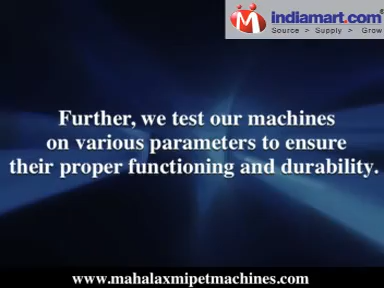 indiamart.com
Source > Supply > Grow
Further, we test our machines
on various parameters to ensure
their proper functioning and durability.
www.mahalaxmipetmachines.com